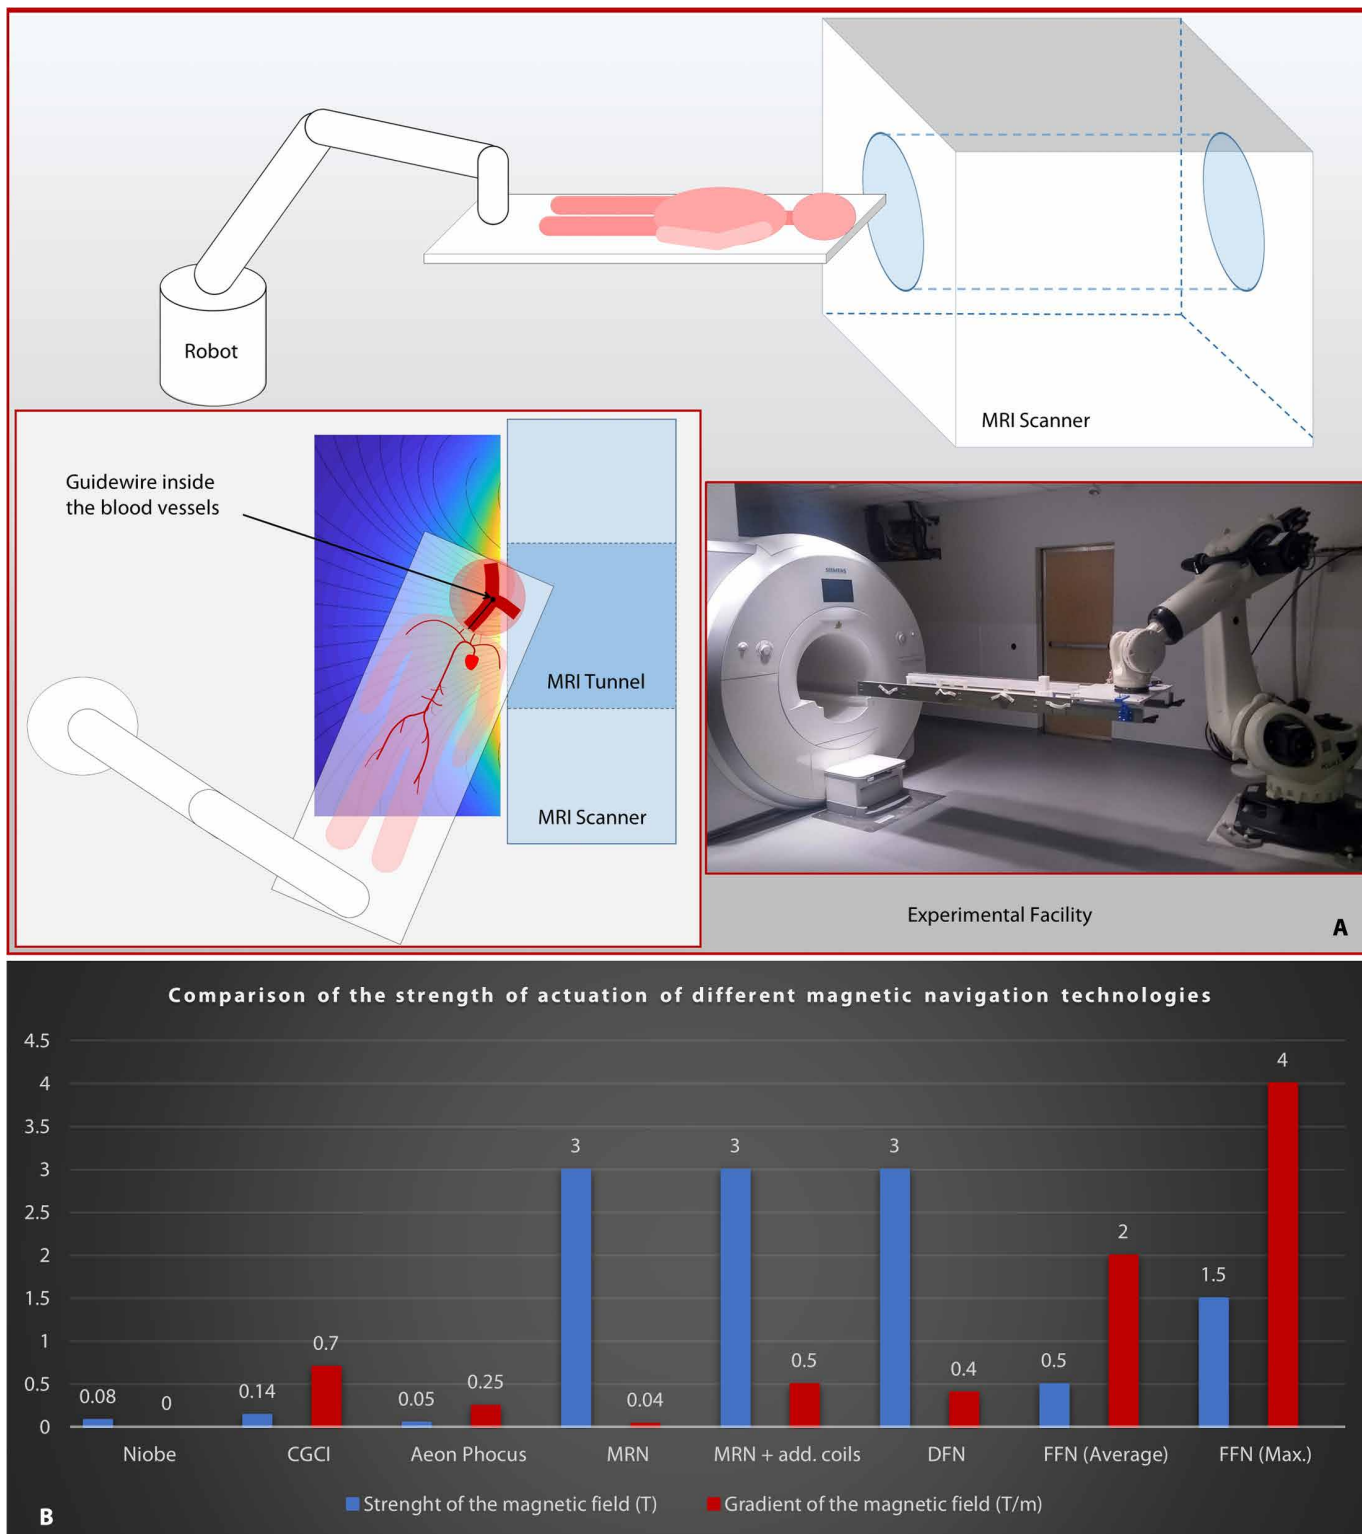 Robot
MRI Scanner
Guidewire inside
the blood vessels
MRI Tunnel
MRI Scanner
SIEMENS
Experimental Facility
A
Comparison of the strength of actuation of different magnetic navigation technologies
4.5
4
3.5
3
2.5
2
1.5
1
0.5
0
0.08
0
0.14
0.7
0.05
0.25
3
0.04
3
0.5
3
0.4
0.5
2
1.5
4
Niobe
CGCI
Aeon Phocus
MRN
MRN + add. coils
DFN
FFN (Average)
FFN (Max.)
Strenght of the magnetic field (T)
Gradient of the magnetic field (T/m)
B